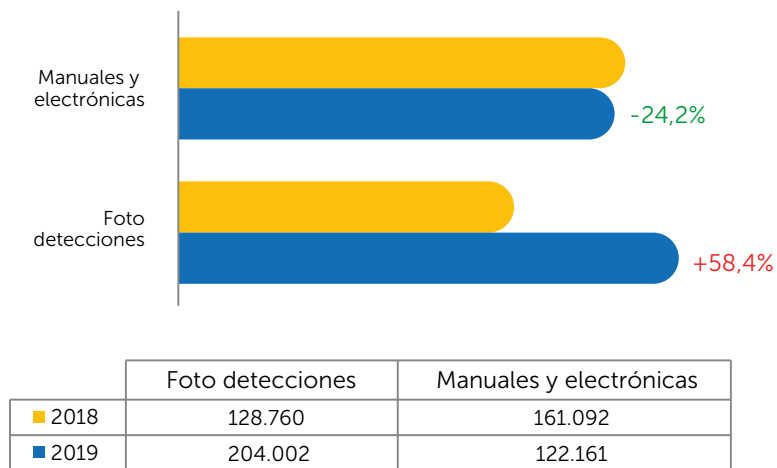 Manuales y
electrónicas
-24,2%
Foto
detecciones
+58,4%
Foto detecciones Manuales y electrónicas
2018 128.760 161.092
2019 204.002 122.161